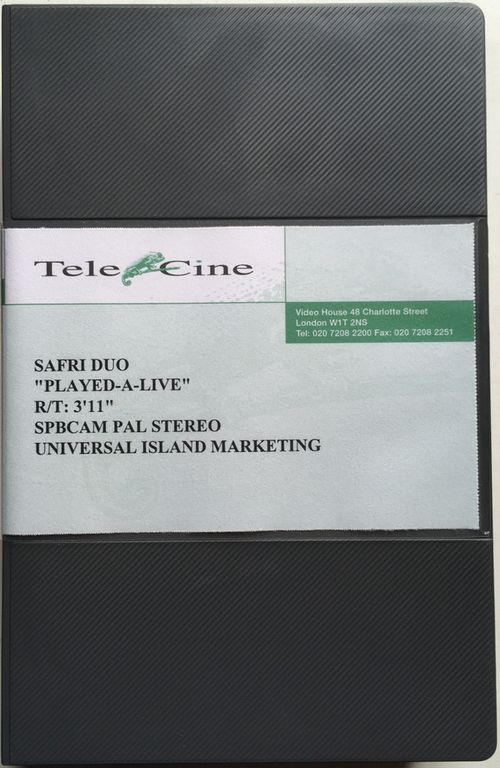 Tele Cine
Video House 48 Charlotte Street
London W1T 2NS
Tel: 020 7208 2200 Fax: 020 7208 2251
SAFRI DUO
"PLAYED-A-LIVE"
R/T: 3'11"
SPBCAM PAL STEREO
UNIVERSAL ISLAND MARKETING